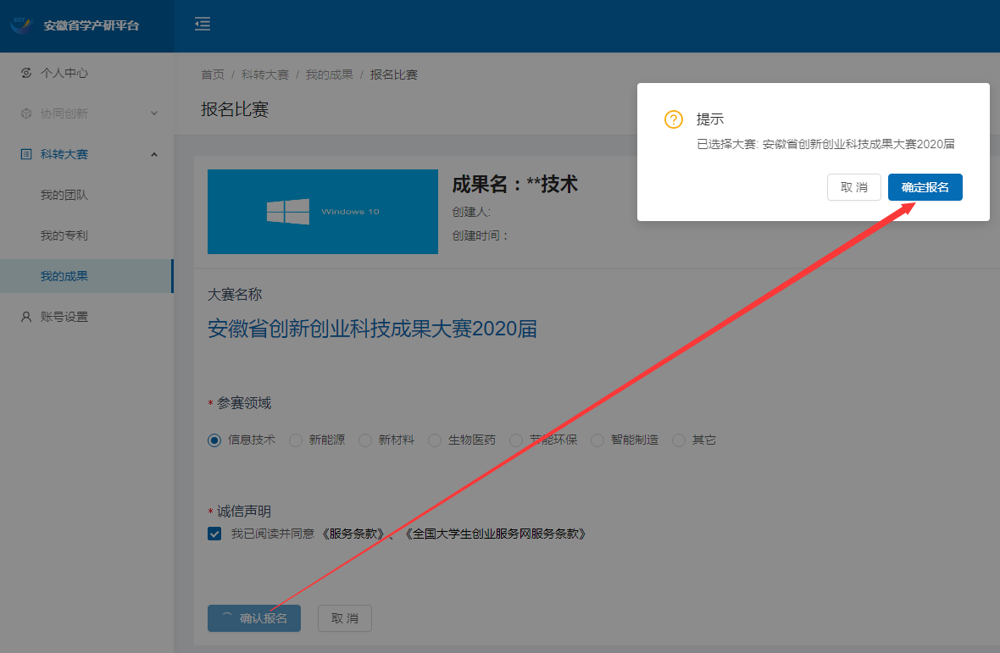 安徽省学产研平台
个人中心
协同创新
科转大赛
我的团队
我的专利
我的成果
账号设置
首页 / 科转大赛 / 我的成果 / 报名比赛
报名比赛
Windows 10
成果名：**技术
创建人:
创建时间：
提示
已选择大赛: 安徽省创新创业科技成果大赛2020届
取 消
确定报名
大赛名称
安徽省创新创业科技成果大赛2020届
* 参赛领域
信息技术 新能源 新材料 生物医药 节能环保 智能制造 其它
* 诚信声明
我已阅读并同意 《服务条款》、《全国大学生创业服务网服务条款》
确认报名
取 消